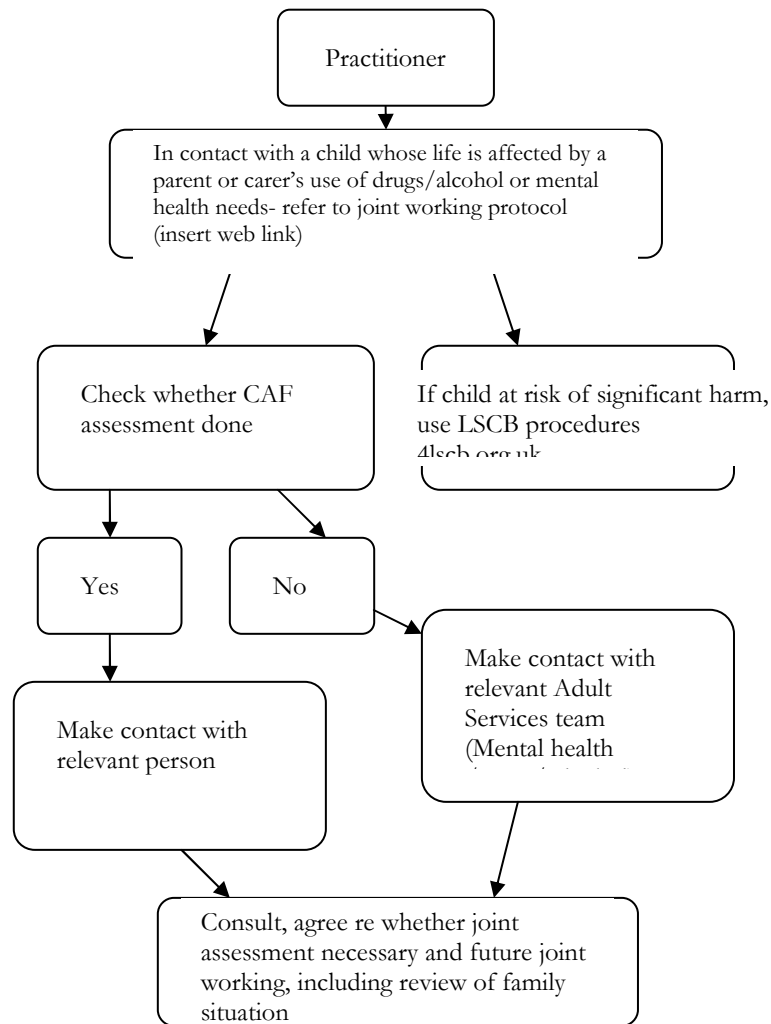 Practitioner
In contact with a child whose life is affected by a
parent or carer’s use of drugs/alcohol or mental
health needs- refer to joint working protocol
(insert web link)
Check whether CAF
assessment done
If child at risk of significant harm,
use LSCB procedures
4lscb.org.uk
Yes
No
Make contact with
relevant Adult
Services team
(Mental health
Make contact with
relevant person
Consult, agree re whether joint
assessment necessary and future joint
working, including review of family
situation